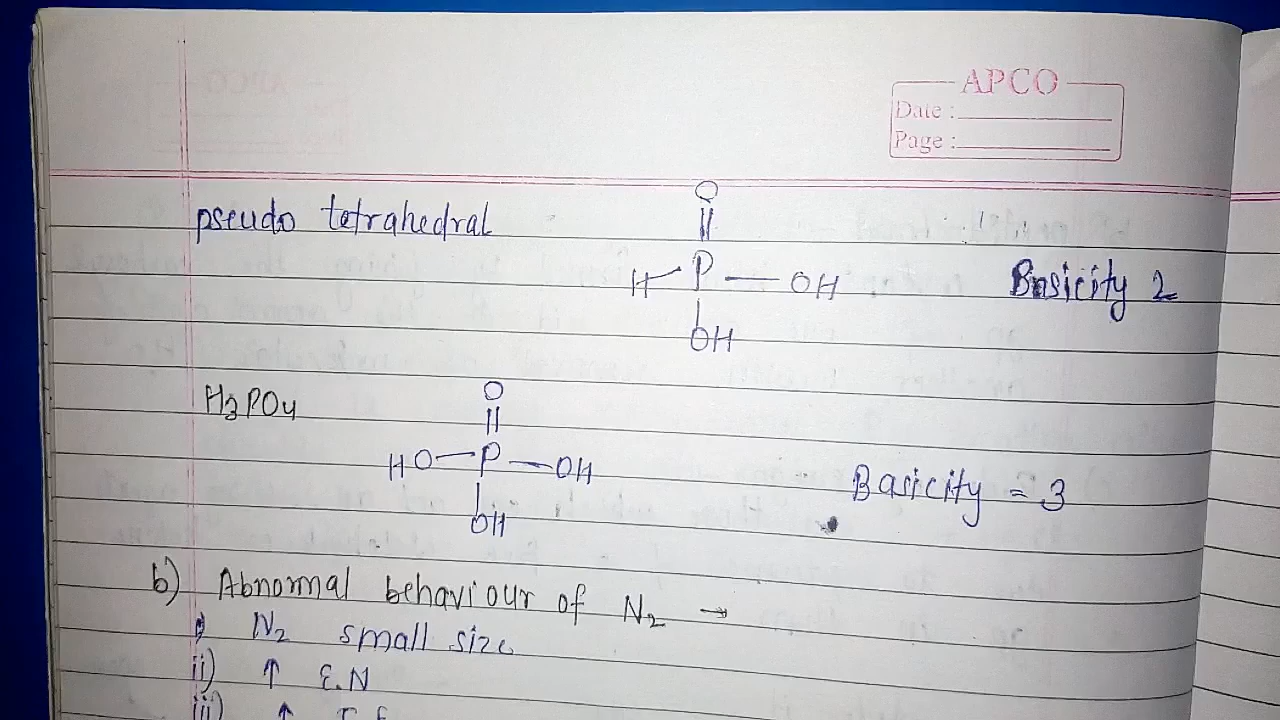 APCO
Date :
Page :
pseudo tetrahedral
O
||
H — P — OH
|
OH
Basicity 2
H3PO4
O
||
HO — P — OH
|
OH
Basicity = 3
b) Abnormal behaviour of N2 →
i) N2 small size
ii) ↑ E.N
iii) ↑